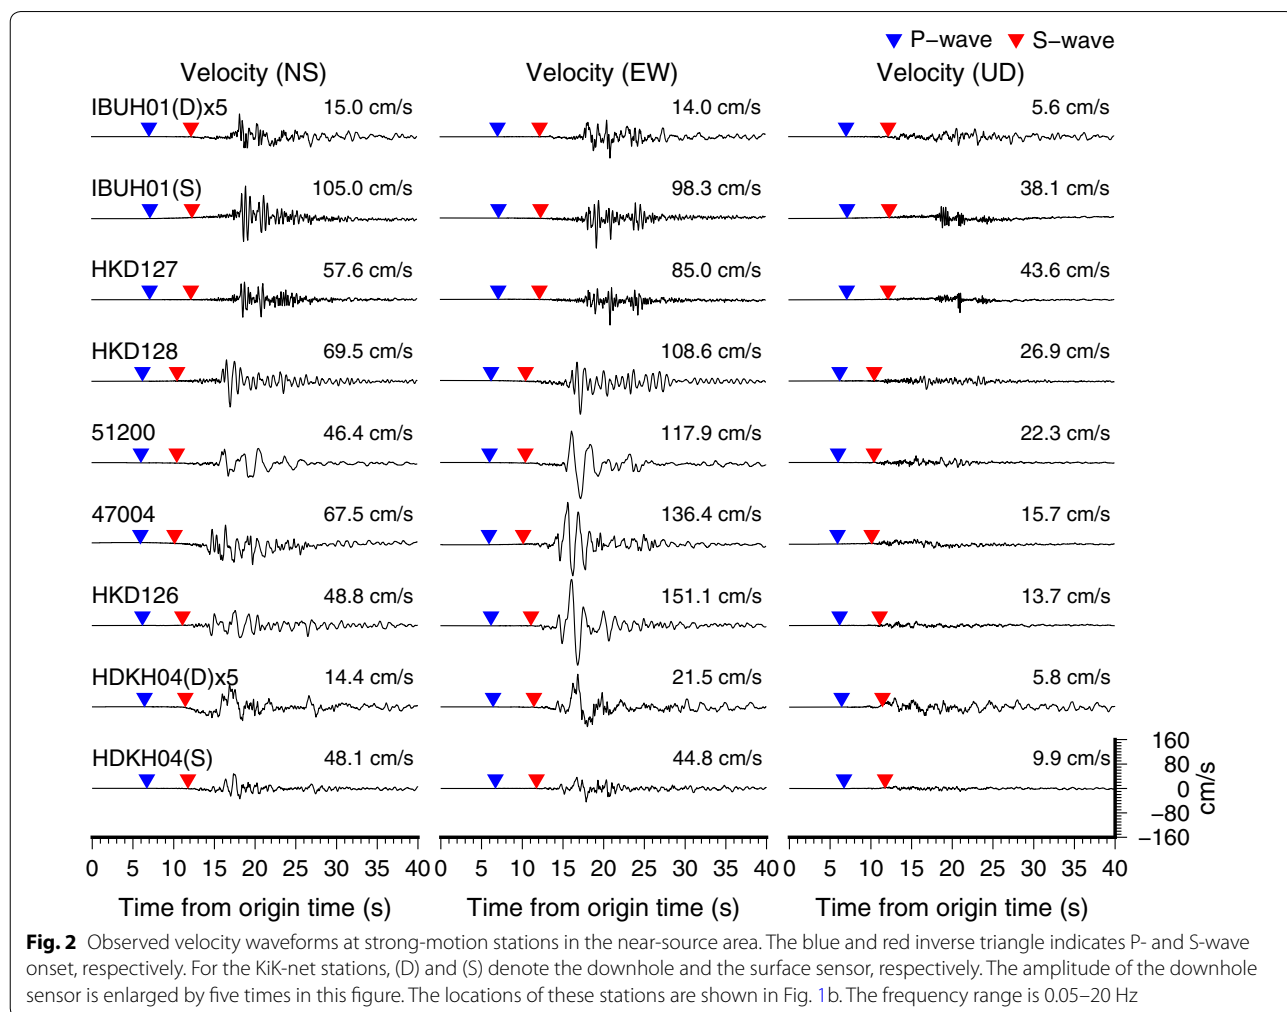 P−wave S−wave
Velocity (NS) Velocity (EW) Velocity (UD)
IBUH01(D)x5 15.0 cm/s 14.0 cm/s 5.6 cm/s
IBUH01(S) 105.0 cm/s 98.3 cm/s 38.1 cm/s
HKD127 57.6 cm/s 85.0 cm/s 43.6 cm/s
HKD128 69.5 cm/s 108.6 cm/s 26.9 cm/s
51200 46.4 cm/s 117.9 cm/s 22.3 cm/s
47004 67.5 cm/s 136.4 cm/s 15.7 cm/s
HKD126 48.8 cm/s 151.1 cm/s 13.7 cm/s
HDKH04(D)x5 14.4 cm/s 21.5 cm/s 5.8 cm/s
HDKH04(S) 48.1 cm/s 44.8 cm/s 9.9 cm/s
160
80
0
−80
−160
cm/s
0 5 10 15 20 25 30 35 40 0 5 10 15 20 25 30 35 40 0 5 10 15 20 25 30 35 40
Time from origin time (s) Time from origin time (s) Time from origin time (s)
Fig. 2 Observed velocity waveforms at strong-motion stations in the near-source area. The blue and red inverse triangle indicates P- and S-wave
onset, respectively. For the KiK-net stations, (D) and (S) denote the downhole and the surface sensor, respectively. The amplitude of the downhole
sensor is enlarged by five times in this figure. The locations of these stations are shown in Fig. 1b. The frequency range is 0.05–20 Hz